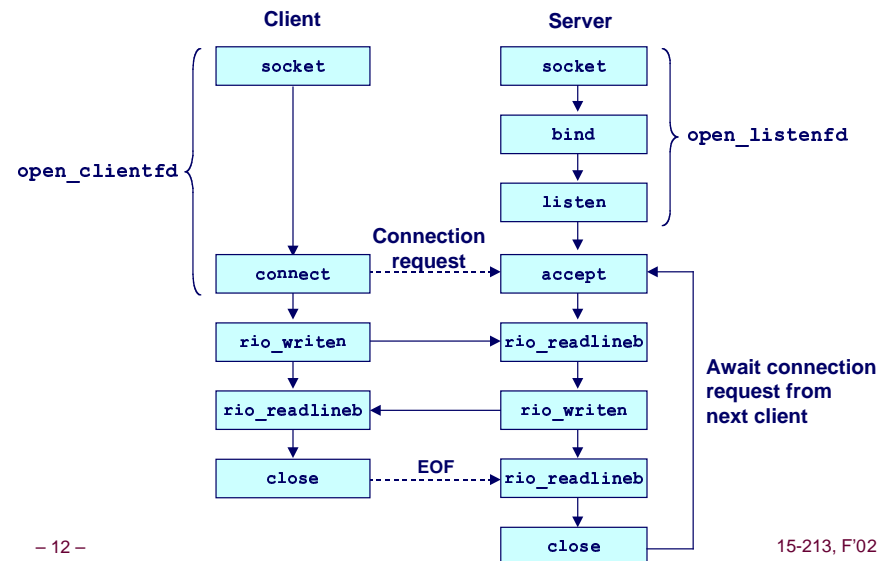 Client
Server
socket
socket
bind
open_listenfd
open_clientfd
listen
Connection
request
connect
accept
rio_writen
rio_readlineb
Await connection
request from
next client
rio_readlineb
rio_writen
close
EOF
rio_readlineb
close
– 12 –
15-213, F'02